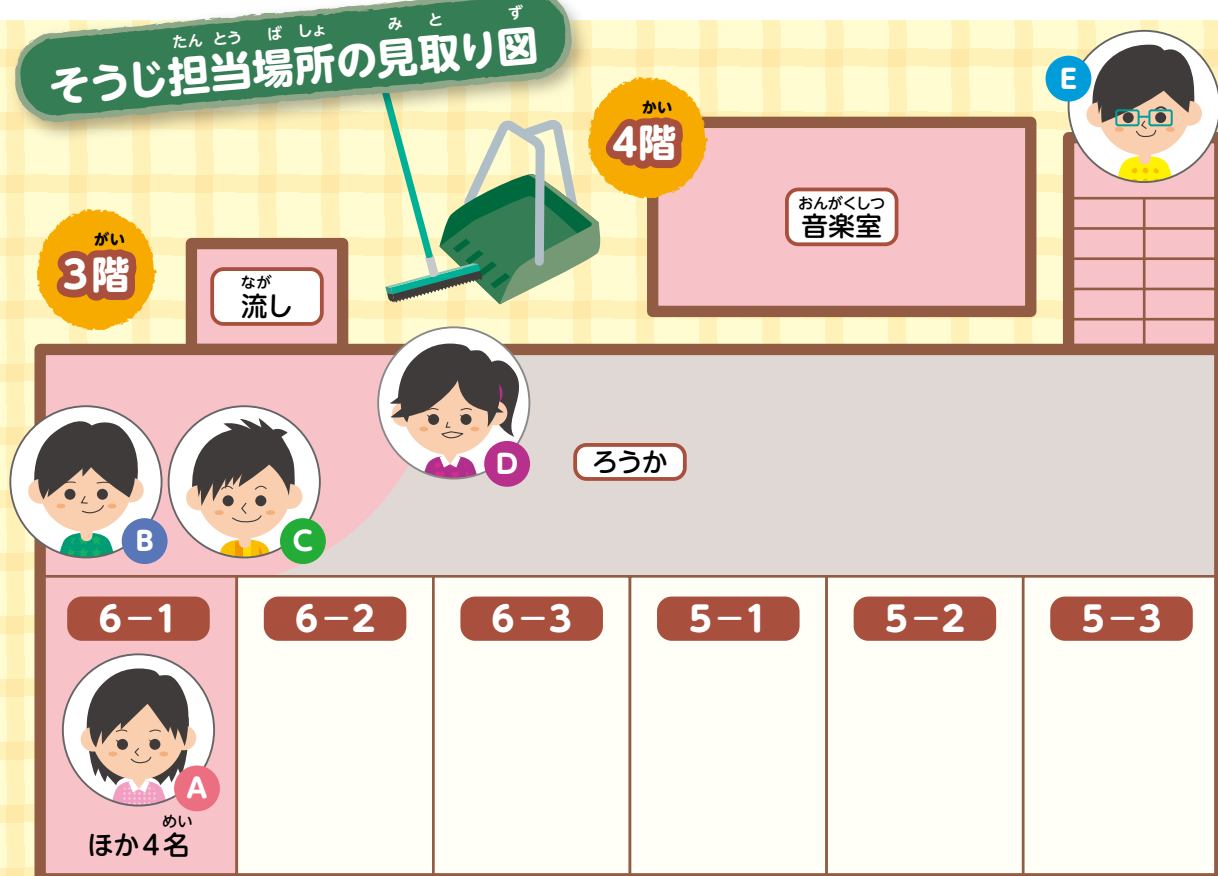 たんとうばしょ みと ず
そうじ担当場所の見取り図
E
かい
4階
おんがくしつ
音楽室
がい
3階
なが
流し
D
ろうか
B
C
6-1
6-2
6-3
5-1
5-2
5-3
A
めい
ほか4名